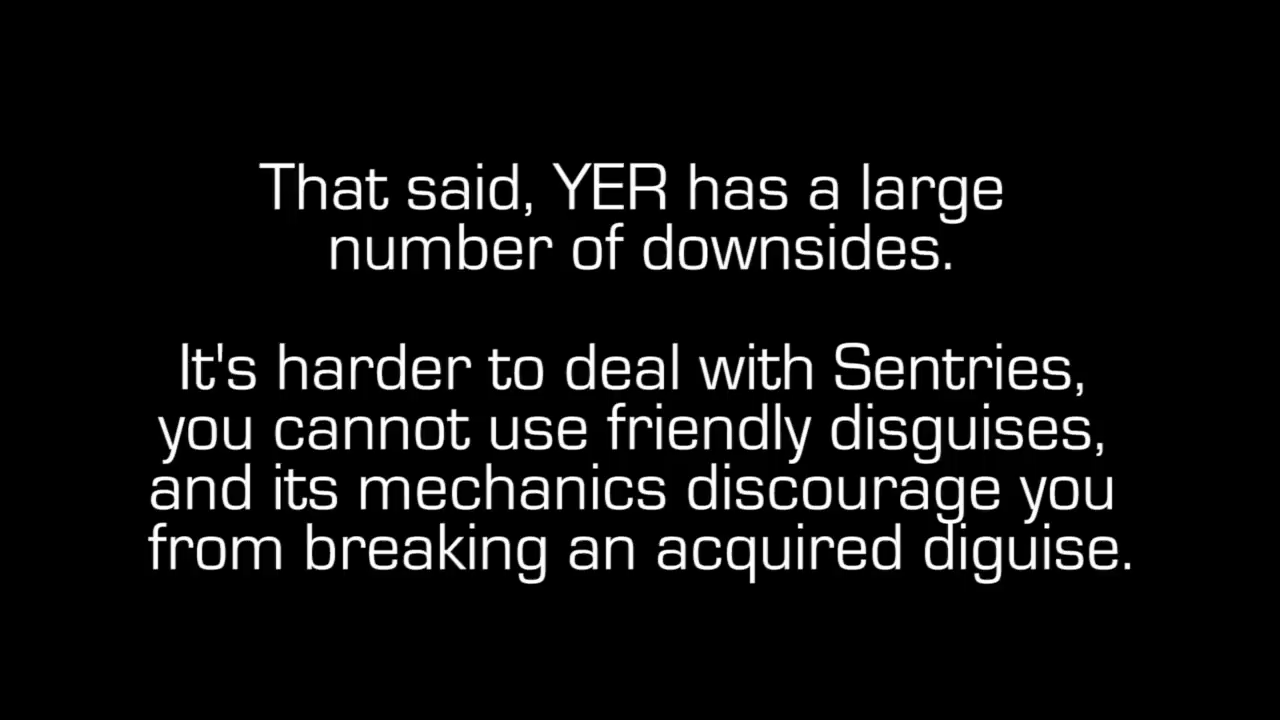 That said, YER has a large
number of downsides.
It's harder to deal with Sentries,
you cannot use friendly disguises,
and its mechanics discourage you
from breaking an acquired diguise.